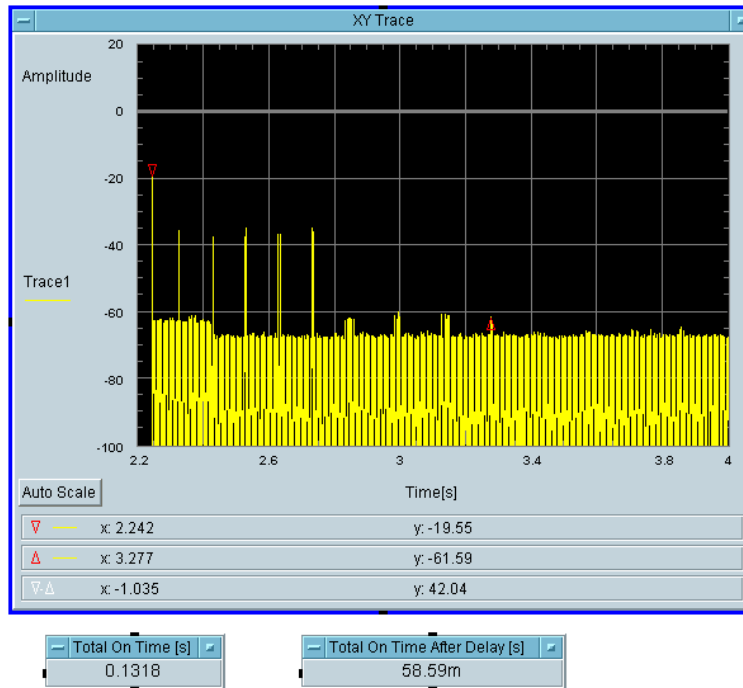 XY Trace
Amplitude
20
0
-20
-40
-60
-80
-100
Trace1
2.2 2.6 3 3.4 3.8 4
Auto Scale Time[s]
x: 2.242 y: -19.55
x: 3.277 y: -61.59
x: -1.035 y: 42.04
Total On Time [s] Total On Time After Delay [s]
0.1318 58.59m